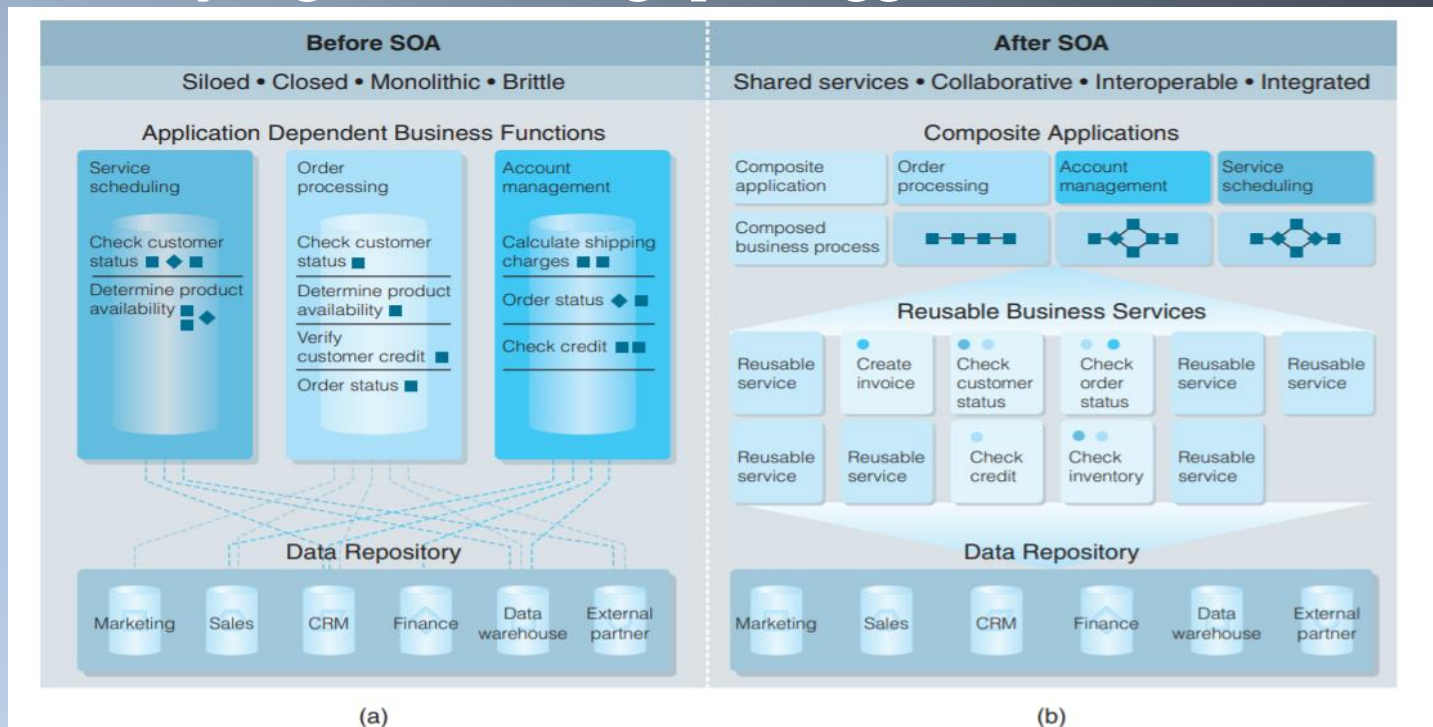 Before SOA
Siloed • Closed • Monolithic • Brittle
Application Dependent Business Functions
Service
scheduling
Check customer
status
Determine product
availability
Order
processing
Check customer
status
Determine product
availability
Verify
customer credit
Order status
Account
management
Calculate shipping
charges
Order status
Check credit
Data Repository
Marketing
Sales
CRM
Finance
Data
warehouse
External
partner
(a)
After SOA
Shared services • Collaborative • Interoperable • Integrated
Composite Applications
Composite
application
Order
processing
Account
management
Service
scheduling
Composed
business process
Reusable Business Services
Reusable
service
Create
invoice
Check
customer
status
Check
order
status
Reusable
service
Reusable
service
Reusable
service
Reusable
service
Check
credit
Check
inventory
Reusable
service
Data Repository
Marketing
Sales
CRM
Finance
Data
warehouse
External
partner
(b)